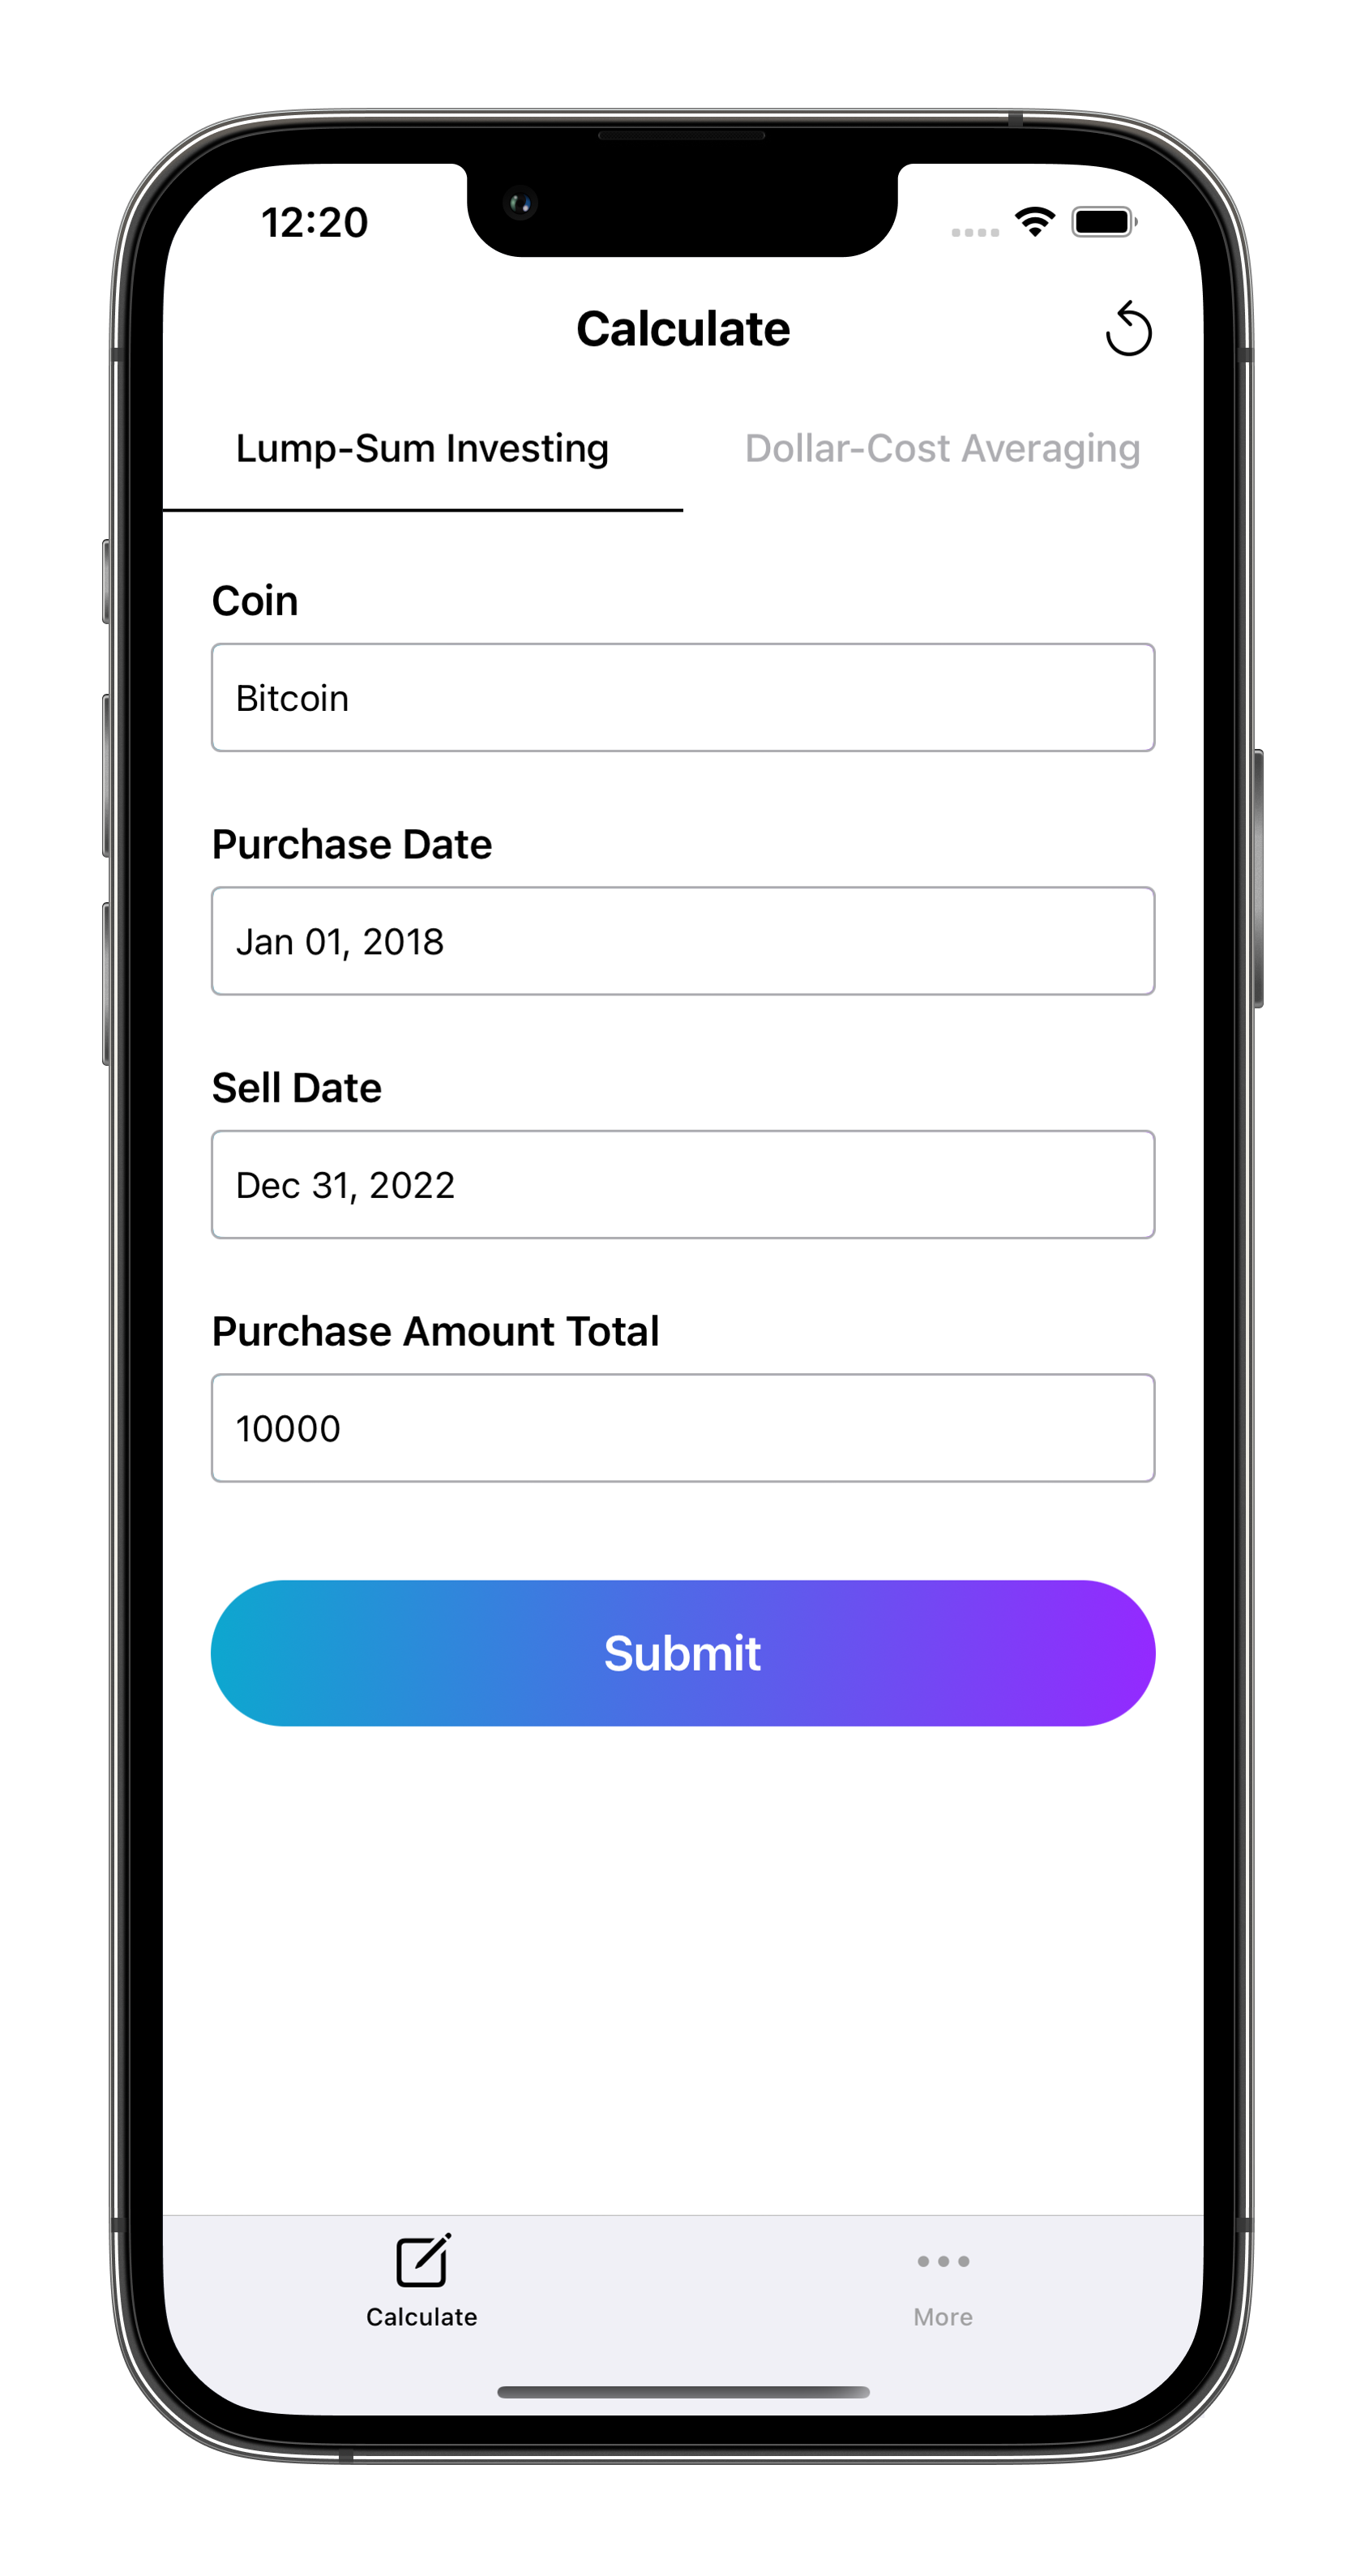 12:20
Calculate
Lump-Sum Investing Dollar-Cost Averaging
Coin
Bitcoin
Purchase Date
Jan 01, 2018
Sell Date
Dec 31, 2022
Purchase Amount Total
10000
Submit
Calculate More